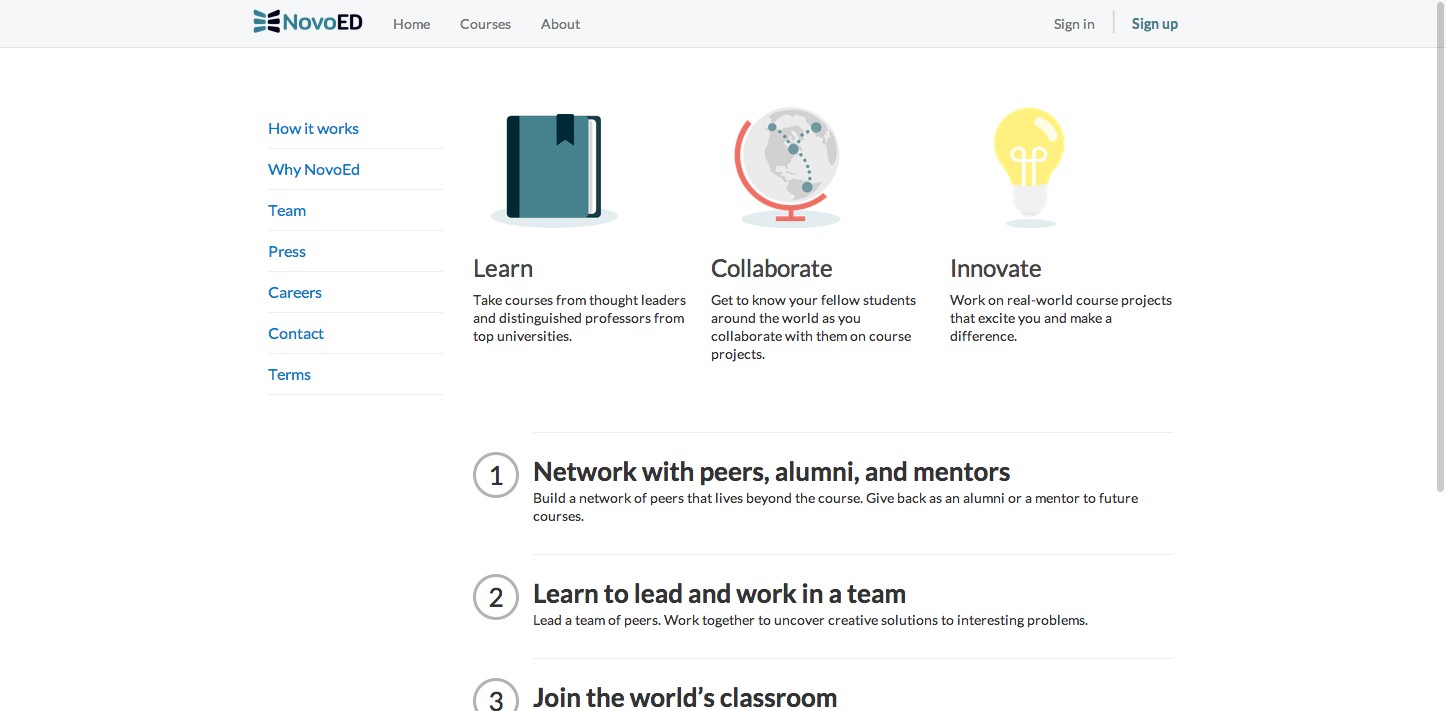 NovoED
Home
Courses
About
Sign in
Sign up
How it works
Why NovoEd
Team
Press
Careers
Contact
Terms
Learn
Take courses from thought leaders
and distinguished professors from
top universities.
Collaborate
Get to know your fellow students
around the world as you
collaborate with them on course
projects.
Innovate
Work on real-world course projects
that excite you and make a
difference.
1
Network with peers, alumni, and mentors
Build a network of peers that lives beyond the course. Give back as an alumni or a mentor to future
courses.
2
Learn to lead and work in a team
Lead a team of peers. Work together to uncover creative solutions to interesting problems.
3
Join the world’s classroom